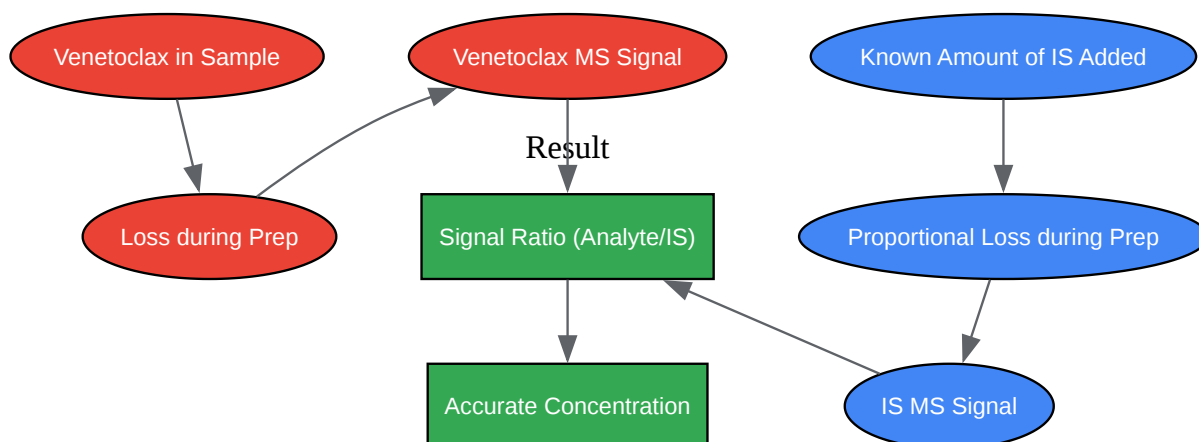 Venetoclax in Sample
Venetoclax MS Signal
Known Amount of IS Added
Result
Loss during Prep
Signal Ratio (Analyte/IS)
Proportional Loss during Prep
Accurate Concentration
IS MS Signal